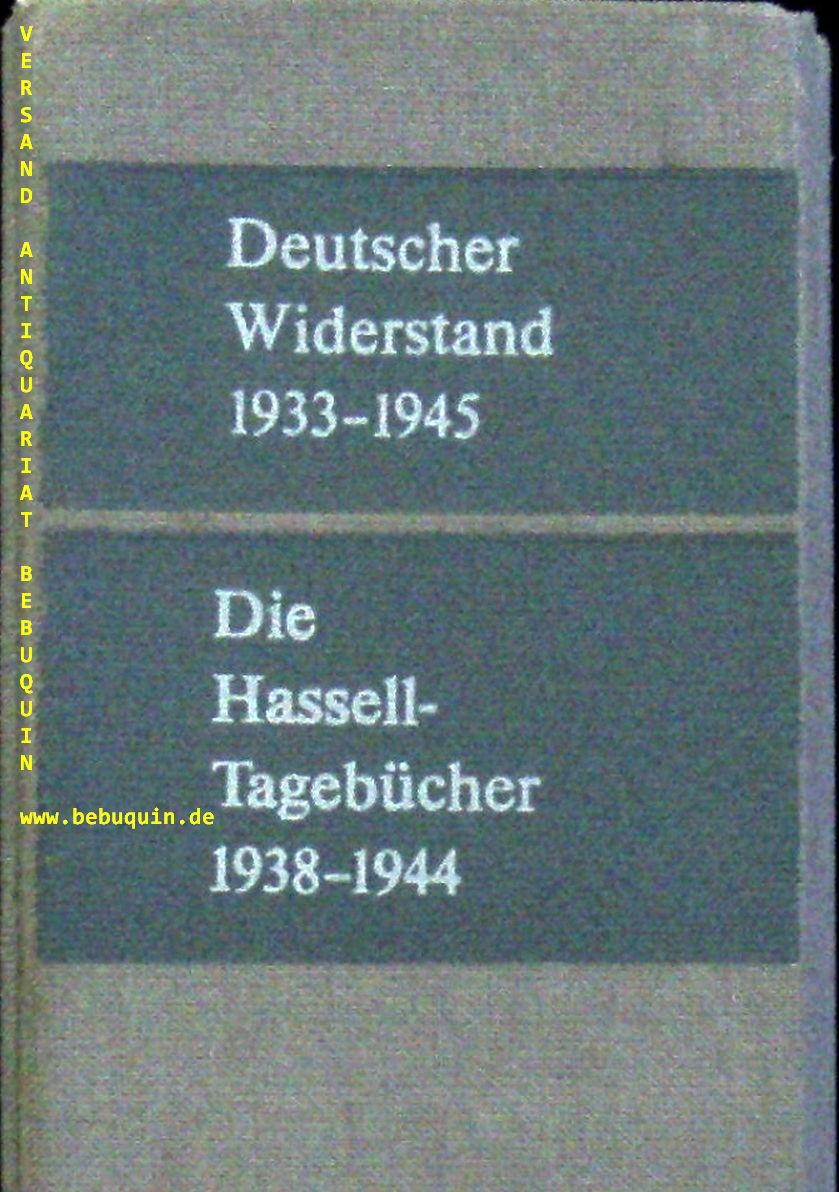 VERSAND ANTIQUARIAT BEBUQUIN
www.bebuquin.de
Deutscher
Widerstand
1933–1945
Die
Hassell-
Tagebücher
1938–1944